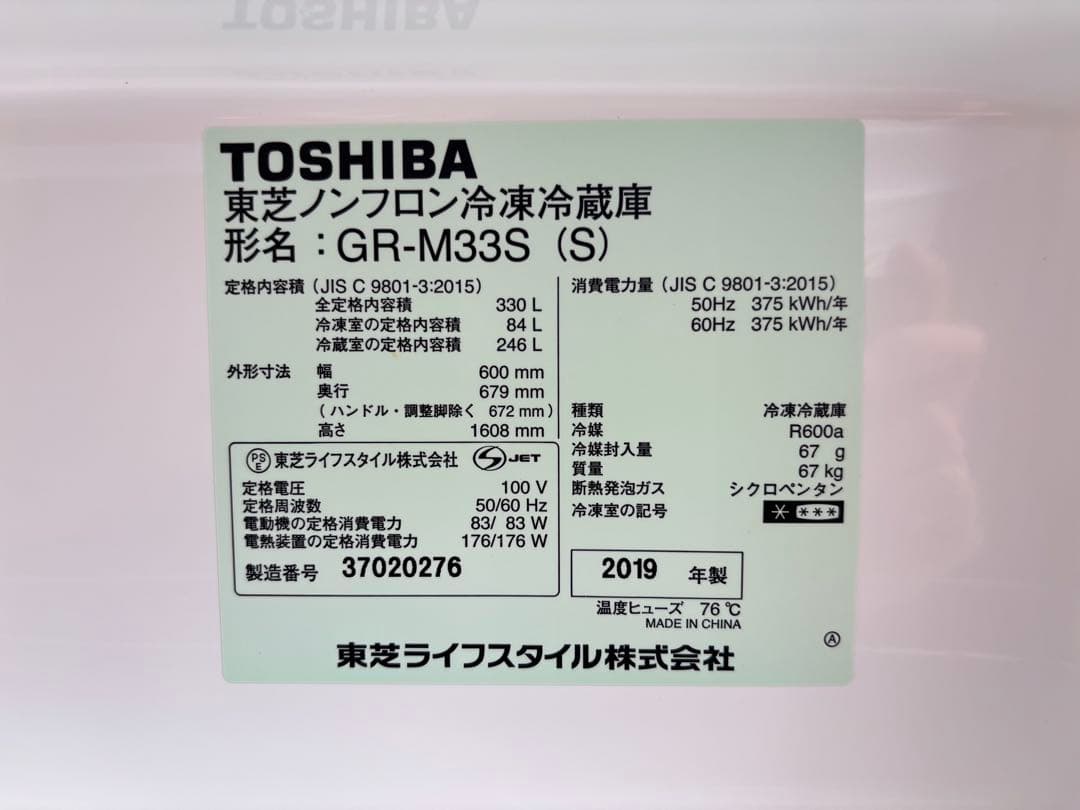 TOSHIBA
東芝ノンフロン冷凍冷蔵庫
形名：GR-M33S (S)
定格内容積 (JIS C 9801-3:2015)
全定格内容積 330 L
冷凍室の定格内容積 84 L
冷蔵室の定格内容積 246 L
外形寸法 幅 600 mm
奥行 679 mm
(ハンドル・調整脚除く 672 mm)
高さ 1608 mm
PSE 東芝ライフスタイル株式会社 S JET
定格電圧 100 V
定格周波数 50/60 Hz
電動機の定格消費電力 83/ 83 W
電熱装置の定格消費電力 176/176 W
製造番号 37020276
消費電力量 (JIS C 9801-3:2015)
50Hz 375 kWh/年
60Hz 375 kWh/年
種類 冷凍冷蔵庫
冷媒 R600a
冷媒封入量 67 g
質量 67 kg
断熱発泡ガス シクロペンタン
冷凍室の記号 * ***
2019 年製
温度ヒューズ 76 ℃
MADE IN CHINA
Ⓐ
東芝ライフスタイル株式会社